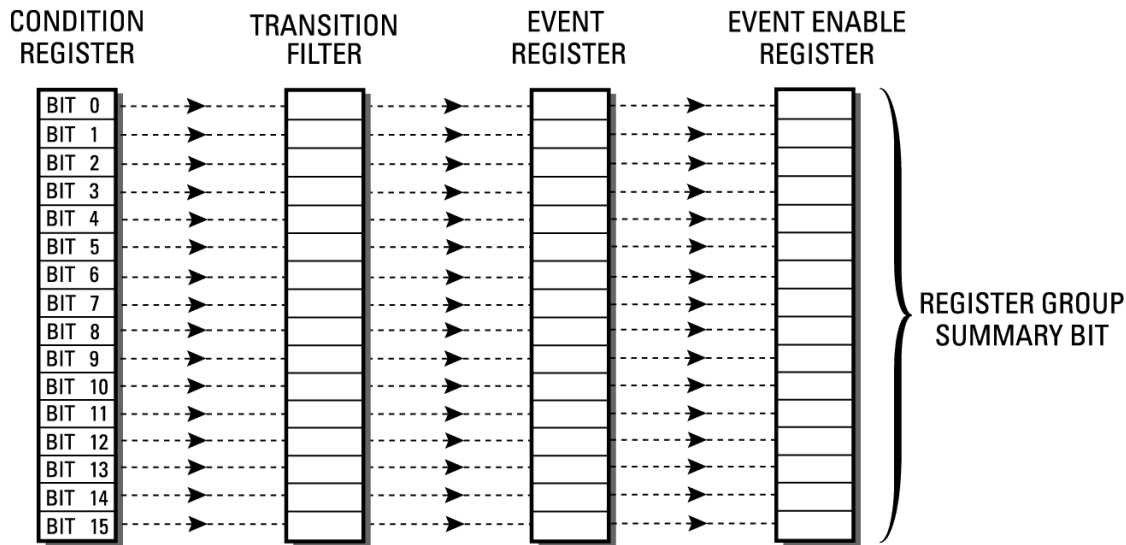 CONDITION
REGISTER
TRANSITION
FILTER
EVENT
REGISTER
EVENT ENABLE
REGISTER
BIT 0
BIT 1
BIT 2
BIT 3
BIT 4
BIT 5
BIT 6
BIT 7
BIT 8
BIT 9
BIT 10
BIT 11
BIT 12
BIT 13
BIT 14
BIT 15
REGISTER GROUP
SUMMARY BIT